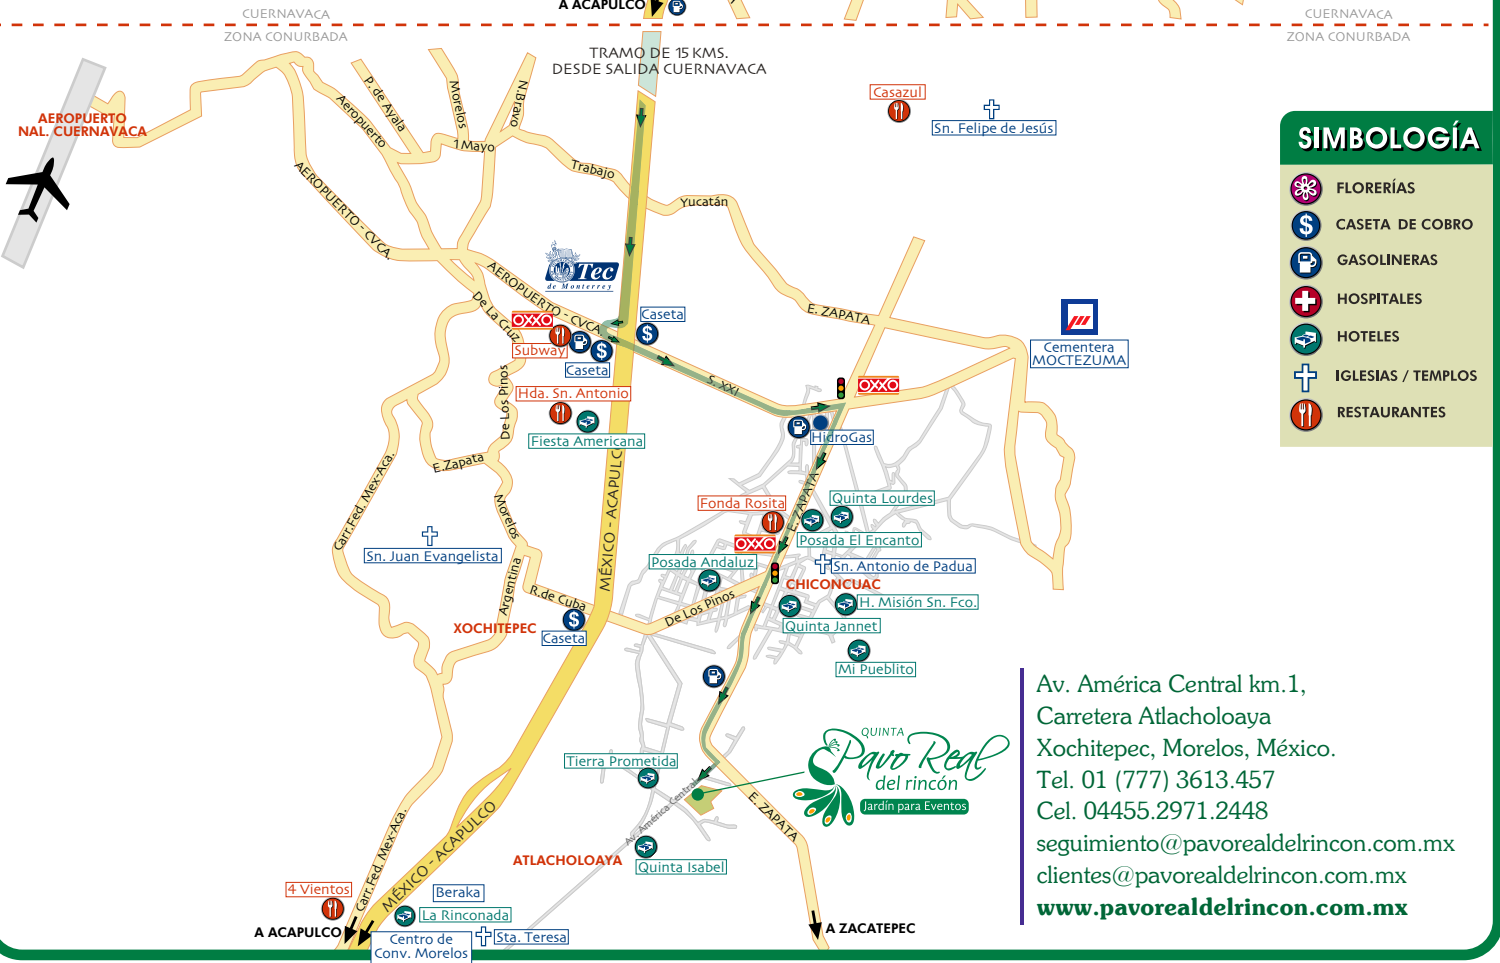 CUERNAVACA
ZONA CONURBADA
A ACAPULCO
CUERNAVACA
ZONA CONURBADA
TRAMO DE 15 KMS.
DESDE SALIDA CUERNAVACA
AEROPUERTO
NAL. CUERNAVACA
Aeropuerto
P. de Ayala
Morelos
N.Bravo
1 Mayo
Trabajo
Yucatán
Casazul
Sn. Felipe de Jesús
SIMBOLOGÍA
FLORERÍAS
CASETA DE COBRO
GASOLINERAS
HOSPITALES
HOTELES
IGLESIAS / TEMPLOS
RESTAURANTES
AEROPUERTO - CVCA.
AEROPUERTO - CVCA.
Tec
de Monterrey
De La Cruz
OXXO
Subway
Caseta
Caseta
E. ZAPATA
Cementera
MOCTEZUMA
S. XXI
OXXO
HidroGas
Hda. Sn. Antonio
Fiesta Americana
De Los Pinos
E.Zapata
Carr.Fed. Mex-Aca.
Morelos
MÉXICO - ACAPULCO
Fonda Rosita
E. ZAPATA
Quinta Lourdes
Posada El Encanto
OXXO
Sn. Juan Evangelista
Posada Andaluz
Sn. Antonio de Padua
CHICONCUAC
H. Misión Sn. Fco.
Quinta Jannet
Mi Pueblito
Argentina
R.de Cuba
De Los Pinos
XOCHITEPEC
Caseta
Tierra Prometida
Av. América Central
QUINTA
Pavo Real
del rincón
Jardín para Eventos
E. ZAPATA
ATLACHOLOAYA
Quinta Isabel
Carr.Fed. Mex-Aca.
MÉXICO - ACAPULCO
4 Vientos
Beraka
La Rinconada
A ACAPULCO
Centro de
Conv. Morelos
Sta. Teresa
A ZACATEPEC
Av. América Central km.1,
Carretera Atlacholoaya
Xochitepec, Morelos, México.
Tel. 01 (777) 3613.457
Cel. 04455.2971.2448
seguimiento@pavorealdelrincon.com.mx
clientes@pavorealdelrincon.com.mx
www.pavorealdelrincon.com.mx